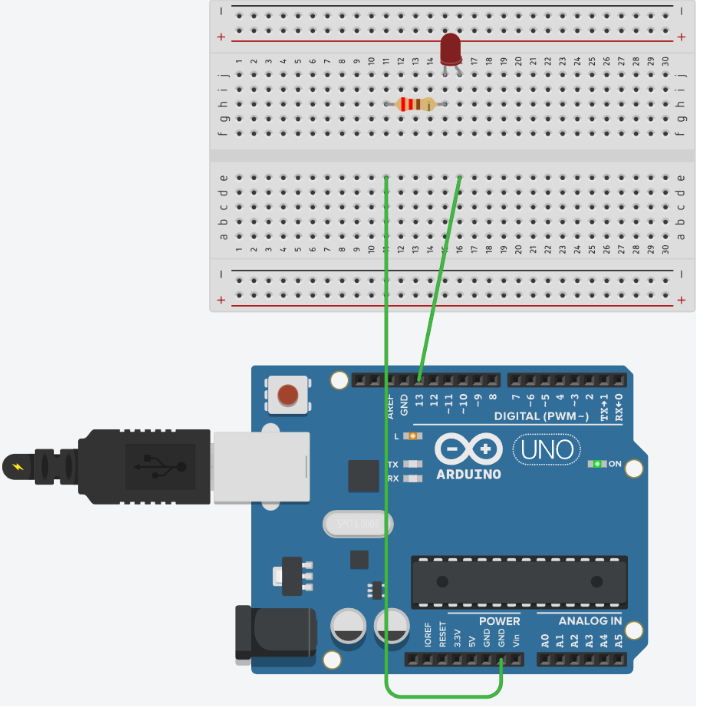 − −
+ +
1 2 3 4 5 6 7 8 9 10 11 12 13 14 16 17 18 19 20 21 22 23 24 25 26 27 28 29 30
j j
i i
h h
g g
f f
e e
d d
c c
b b
a a
1 2 3 4 5 6 7 8 9 10 11 12 13 14 15 16 17 18 19 20 21 22 23 24 25 26 27 28 29 30
− −
+ +
AREF GND 13 12 ~11 ~10 ~9 8 7 ~6 ~5 4 ~3 2 TX→1 RX←0
DIGITAL (PWM~)
L
TX
RX
ARDUINO
UNO
ON
POWER ANALOG IN
IOREF RESET 3.3V 5V GND GND Vin A0 A1 A2 A3 A4 A5